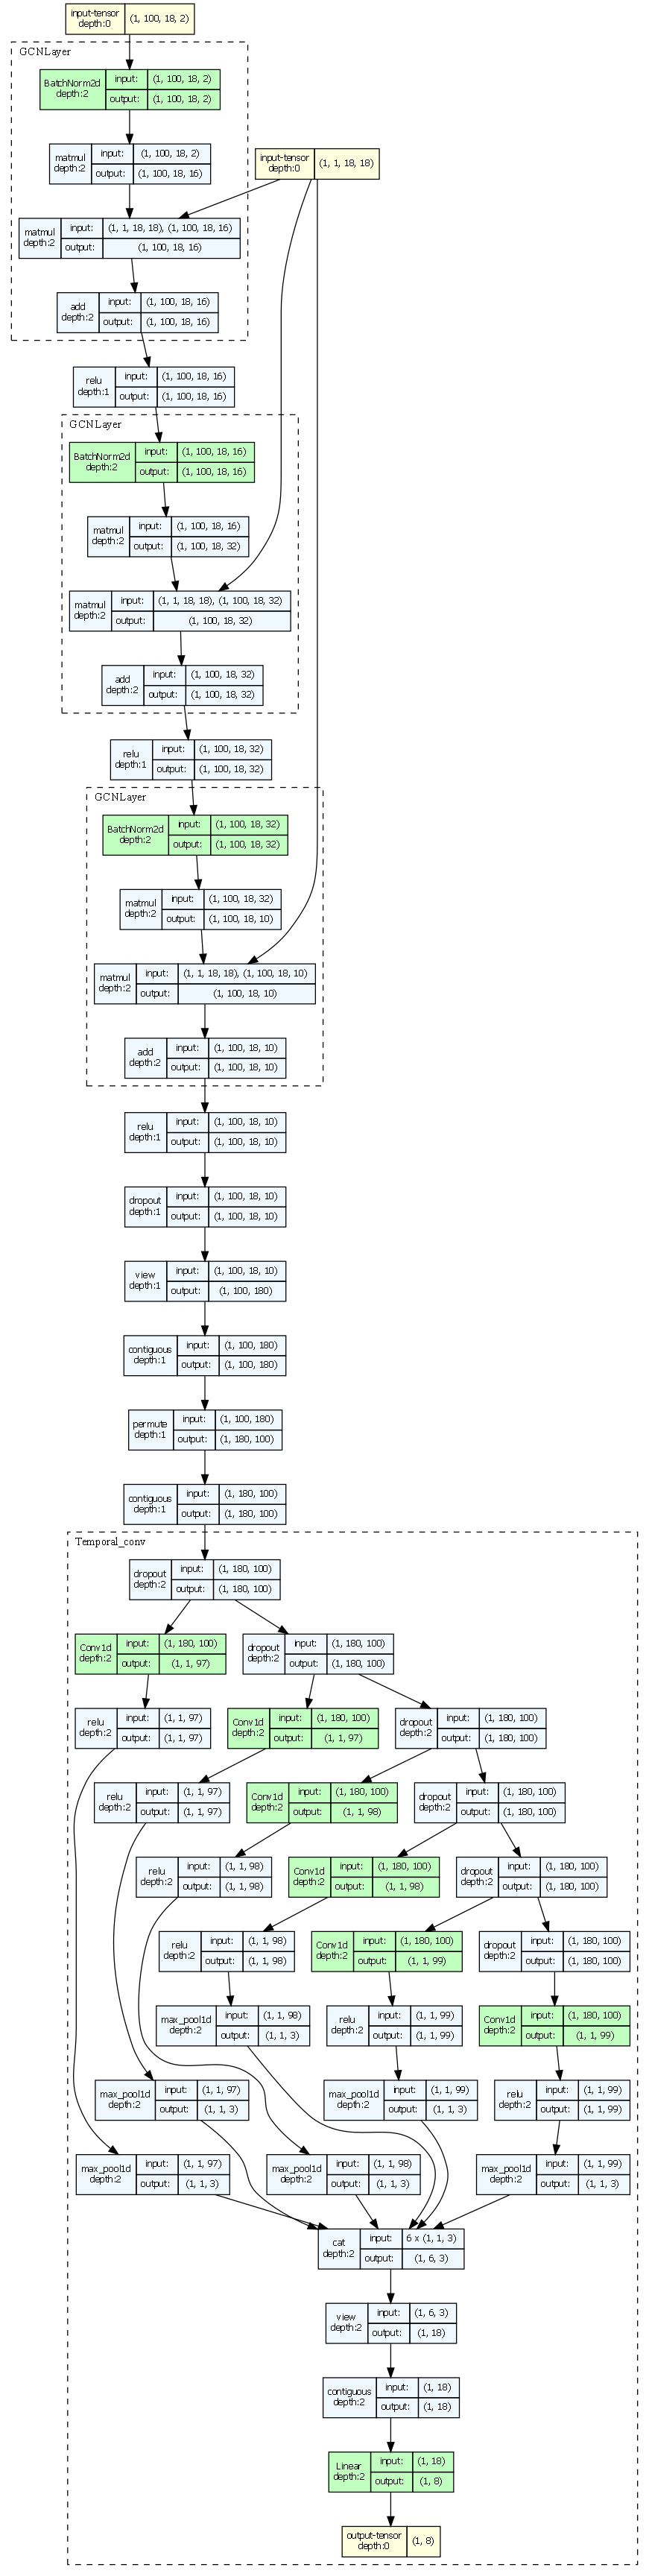 input-tensor
depth:0
(1, 100, 18, 2)
GCNLayer
BatchNorm2d
depth:2
input:
(1, 100, 18, 2)
output:
(1, 100, 18, 2)
matmul
depth:2
input:
(1, 100, 18, 2)
output:
(1, 100, 18, 16)
input-tensor
depth:0
(1, 1, 18, 18)
matmul
depth:2
input:
(1, 1, 18, 18), (1, 100, 18, 16)
output:
(1, 100, 18, 16)
add
depth:2
input:
(1, 100, 18, 16)
output:
(1, 100, 18, 16)
relu
depth:1
input:
(1, 100, 18, 16)
output:
(1, 100, 18, 16)
GCNLayer
BatchNorm2d
depth:2
input:
(1, 100, 18, 16)
output:
(1, 100, 18, 16)
matmul
depth:2
input:
(1, 100, 18, 16)
output:
(1, 100, 18, 32)
matmul
depth:2
input:
(1, 1, 18, 18), (1, 100, 18, 32)
output:
(1, 100, 18, 32)
add
depth:2
input:
(1, 100, 18, 32)
output:
(1, 100, 18, 32)
relu
depth:1
input:
(1, 100, 18, 32)
output:
(1, 100, 18, 32)
GCNLayer
BatchNorm2d
depth:2
input:
(1, 100, 18, 32)
output:
(1, 100, 18, 32)
matmul
depth:2
input:
(1, 100, 18, 32)
output:
(1, 100, 18, 10)
matmul
depth:2
input:
(1, 1, 18, 18), (1, 100, 18, 10)
output:
(1, 100, 18, 10)
add
depth:2
input:
(1, 100, 18, 10)
output:
(1, 100, 18, 10)
relu
depth:1
input:
(1, 100, 18, 10)
output:
(1, 100, 18, 10)
dropout
depth:1
input:
(1, 100, 18, 10)
output:
(1, 100, 18, 10)
view
depth:1
input:
(1, 100, 18, 10)
output:
(1, 100, 180)
contiguous
depth:1
input:
(1, 100, 180)
output:
(1, 100, 180)
permute
depth:1
input:
(1, 100, 180)
output:
(1, 180, 100)
contiguous
depth:1
input:
(1, 180, 100)
output:
(1, 180, 100)
Temporal_conv
dropout
depth:2
input:
(1, 180, 100)
output:
(1, 180, 100)
Conv1d
depth:2
input:
(1, 180, 100)
output:
(1, 1, 97)
dropout
depth:2
input:
(1, 180, 100)
output:
(1, 180, 100)
relu
depth:2
input:
(1, 1, 97)
output:
(1, 1, 97)
Conv1d
depth:2
input:
(1, 180, 100)
output:
(1, 1, 97)
dropout
depth:2
input:
(1, 180, 100)
output:
(1, 180, 100)
relu
depth:2
input:
(1, 1, 97)
output:
(1, 1, 97)
Conv1d
depth:2
input:
(1, 180, 100)
output:
(1, 1, 98)
dropout
depth:2
input:
(1, 180, 100)
output:
(1, 180, 100)
relu
depth:2
input:
(1, 1, 98)
output:
(1, 1, 98)
Conv1d
depth:2
input:
(1, 180, 100)
output:
(1, 1, 98)
dropout
depth:2
input:
(1, 180, 100)
output:
(1, 180, 100)
relu
depth:2
input:
(1, 1, 98)
output:
(1, 1, 98)
Conv1d
depth:2
input:
(1, 180, 100)
output:
(1, 1, 99)
dropout
depth:2
input:
(1, 180, 100)
output:
(1, 180, 100)
max_pool1d
depth:2
input:
(1, 1, 98)
output:
(1, 1, 3)
relu
depth:2
input:
(1, 1, 99)
output:
(1, 1, 99)
Conv1d
depth:2
input:
(1, 180, 100)
output:
(1, 1, 99)
max_pool1d
depth:2
input:
(1, 1, 97)
output:
(1, 1, 3)
max_pool1d
depth:2
input:
(1, 1, 99)
output:
(1, 1, 3)
relu
depth:2
input:
(1, 1, 99)
output:
(1, 1, 99)
max_pool1d
depth:2
input:
(1, 1, 97)
output:
(1, 1, 3)
max_pool1d
depth:2
input:
(1, 1, 98)
output:
(1, 1, 3)
max_pool1d
depth:2
input:
(1, 1, 99)
output:
(1, 1, 3)
cat
depth:2
input:
6 x (1, 1, 3)
output:
(1, 6, 3)
view
depth:2
input:
(1, 6, 3)
output:
(1, 18)
contiguous
depth:2
input:
(1, 18)
output:
(1, 18)
Linear
depth:2
input:
(1, 18)
output:
(1, 8)
output-tensor
depth:0
(1, 8)